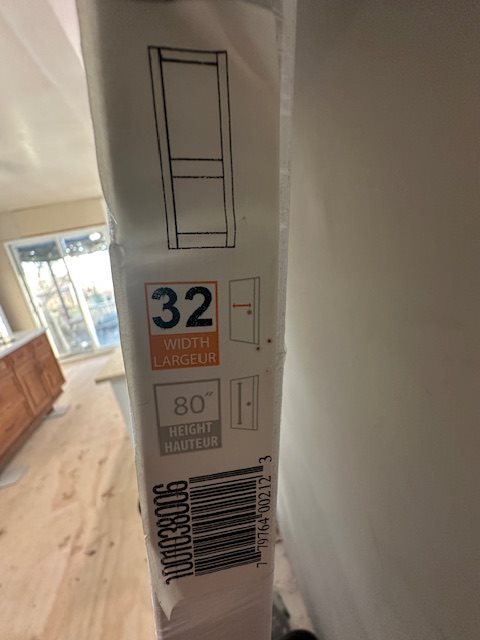 32
WIDTH
LARGEUR
80"
HEIGHT
HAUTEUR
1001038006
7 79764 00212 3